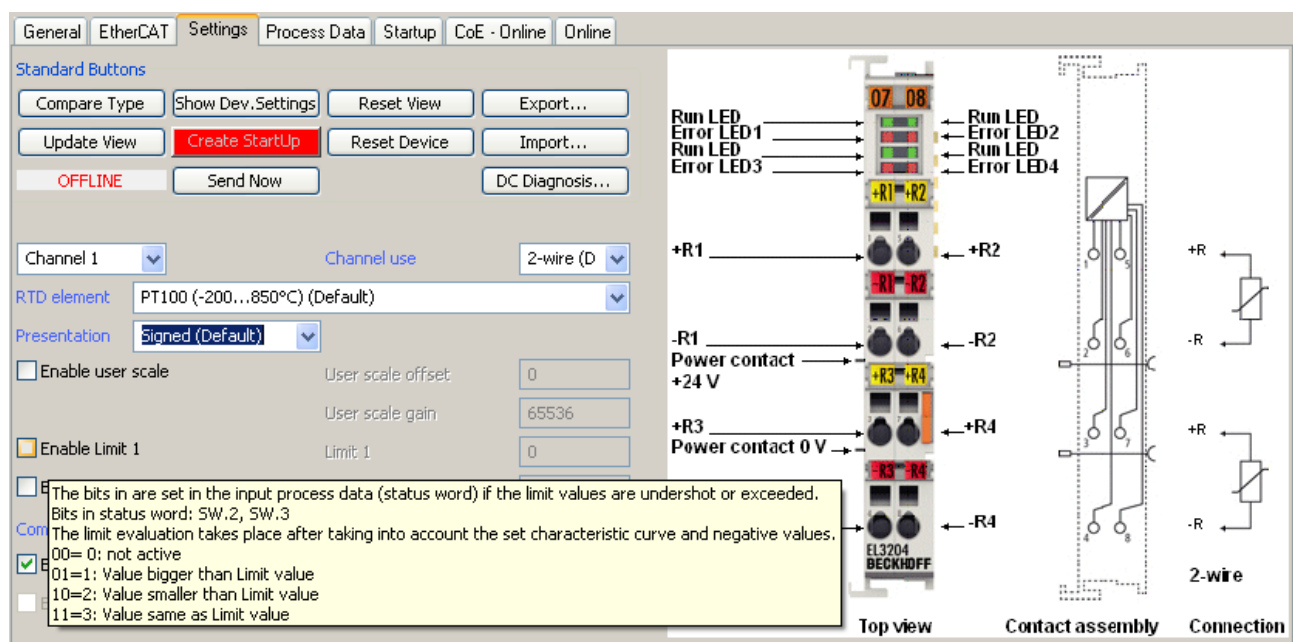 General EtherCAT Settings Process Data Startup CoE - Online Online
Standard Buttons
Compare Type Show Dev.Settings Reset View Export...
Update View Create StartUp Reset Device Import...
OFFLINE Send Now DC Diagnosis...
Channel 1 Channel use 2-wire (D
RTD element PT100 (-200...850°C) (Default)
Presentation Signed (Default)
Enable user scale User scale offset 0
User scale gain 65536
Enable Limit 1 Limit 1 0
The bits in are set in the input process data (status word) if the limit values are undershot or exceeded.
Bits in status word: SW.2, SW.3
The limit evaluation takes place after taking into account the set characteristic curve and negative values.
00= 0: not active
01=1: Value bigger than Limit value
10=2: Value smaller than Limit value
11=3: Value same as Limit value
Com
07 08
Run LED Run LED
Error LED1 Error LED2
Run LED Run LED
Error LED3 Error LED4
+R1 +R2
+R1 +R2
-R1 -R2
-R1 -R2
Power contact
+24 V
+R3 +R4
+R3 +R4
Power contact 0 V
-R3 -R4
-R4
EL3204
BECKHOFF
Top view
1 5
2 6
3 7
4 8
Contact assembly
+R
-R
+R
-R
2-wire
Connection